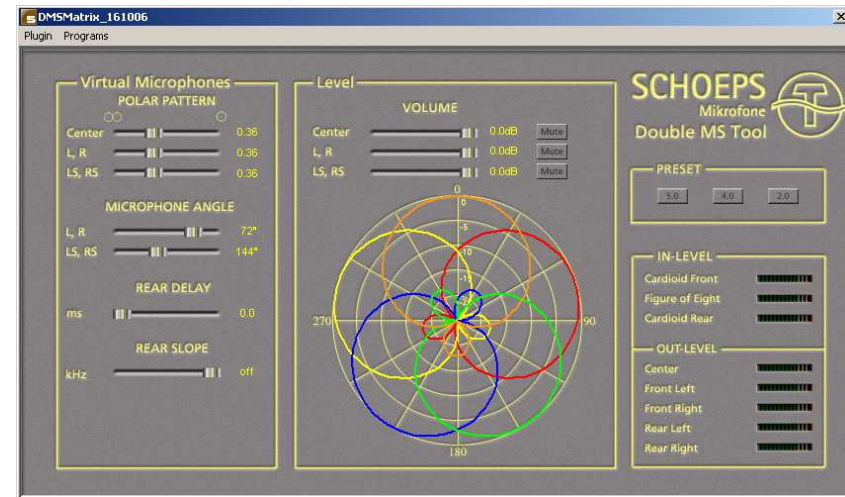 DMSMatrix_161006
Plugin Programs
Virtual Microphones
POLAR PATTERN
Center 0.36
L, R 0.36
LS, RS 0.36
MICROPHONE ANGLE
L, R 72°
LS, RS 144°
REAR DELAY
ms 0.0
REAR SLOPE
kHz off
Level
VOLUME
Center 0.0dB Mute
L, R 0.0dB Mute
LS, RS 0.0dB Mute
0
0
-5
-10
90
180
270
SCHOEPS
Mikrofone
Double MS Tool
PRESET
5.0 4.0 2.0
IN-LEVEL
Cardioid Front
Figure of Eight
Cardioid Rear
OUT-LEVEL
Center
Front Left
Front Right
Rear Left
Rear Right